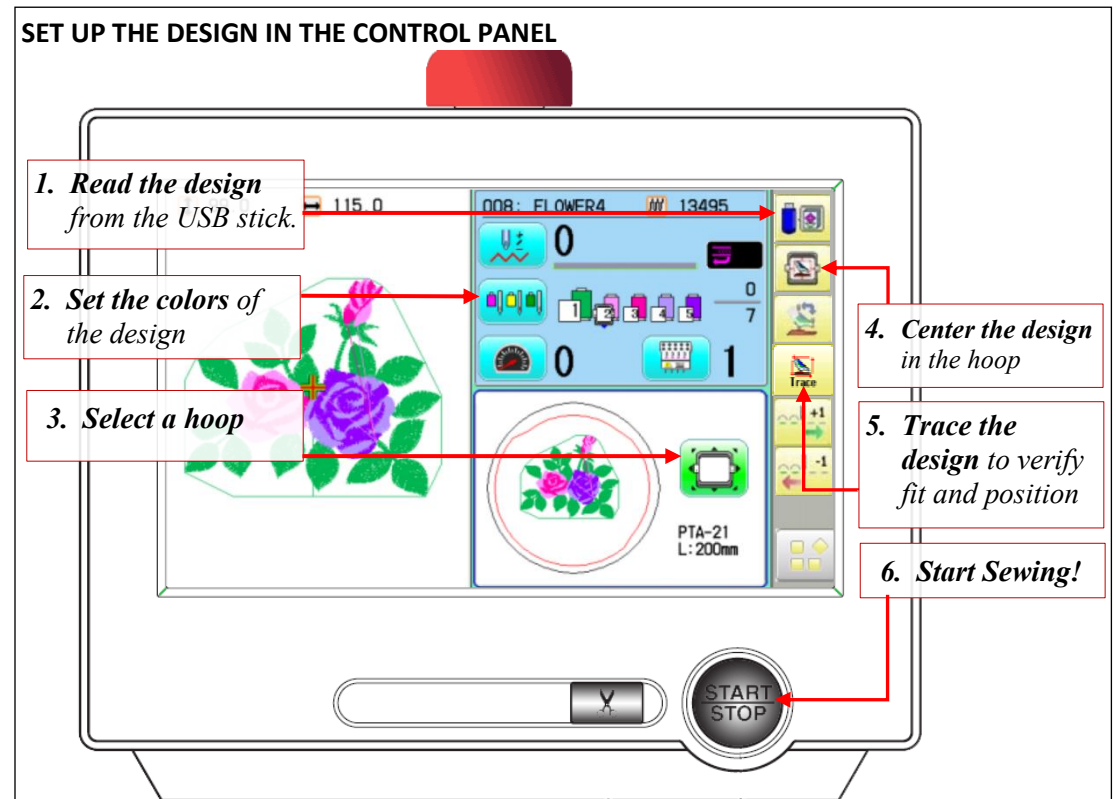 SET UP THE DESIGN IN THE CONTROL PANEL
1. Read the design
from the USB stick.
115.0
008: FLOWER4 13495
0
2. Set the colors of
the design
1 2 3 4 5
0
7
0
1
3. Select a hoop
Trace
+1
-1
PTA-21
L:200mm
4. Center the design
in the hoop
5. Trace the
design to verify
fit and position
6. Start Sewing!
START
STOP